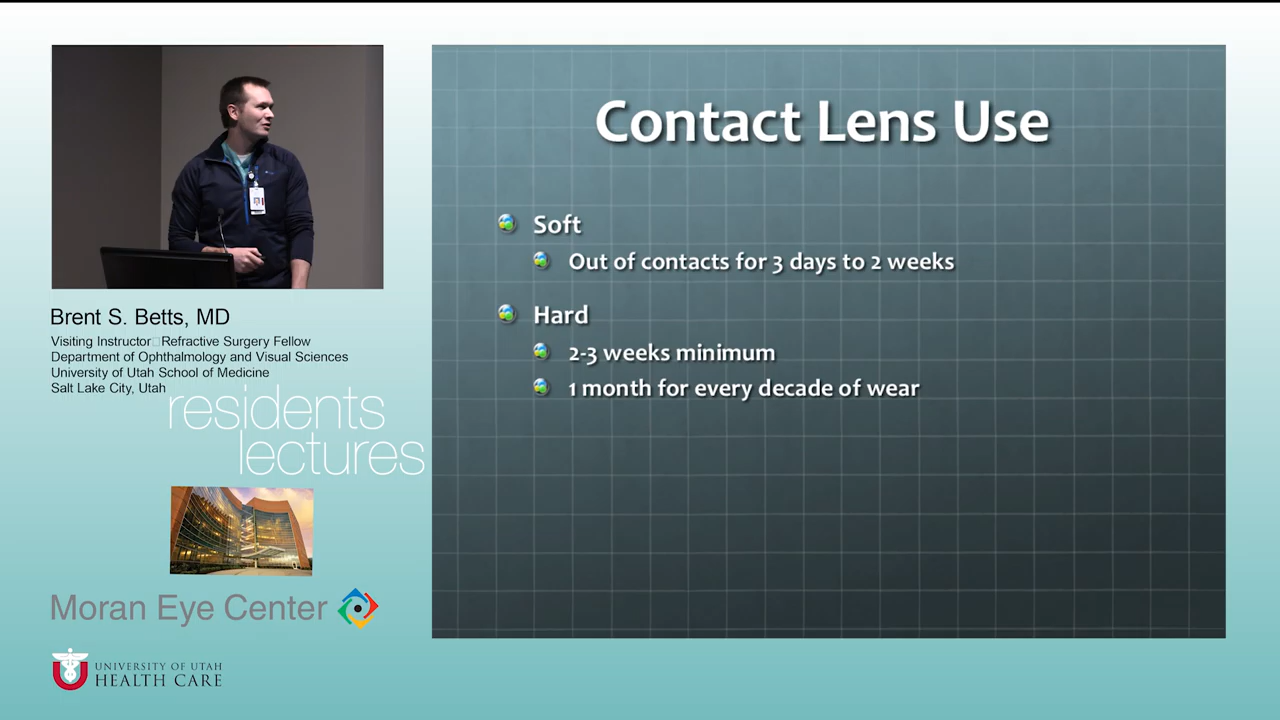 Contact Lens Use
Soft
Out of contacts for 3 days to 2 weeks
Hard
2-3 weeks minimum
1 month for every decade of wear
Brent S. Betts, MD
Visiting Instructor Refractive Surgery Fellow
Department of Ophthalmology and Visual Sciences
University of Utah School of Medicine
Salt Lake City, Utah
residents
lectures
Moran Eye Center
UNIVERSITY OF UTAH
HEALTH CARE